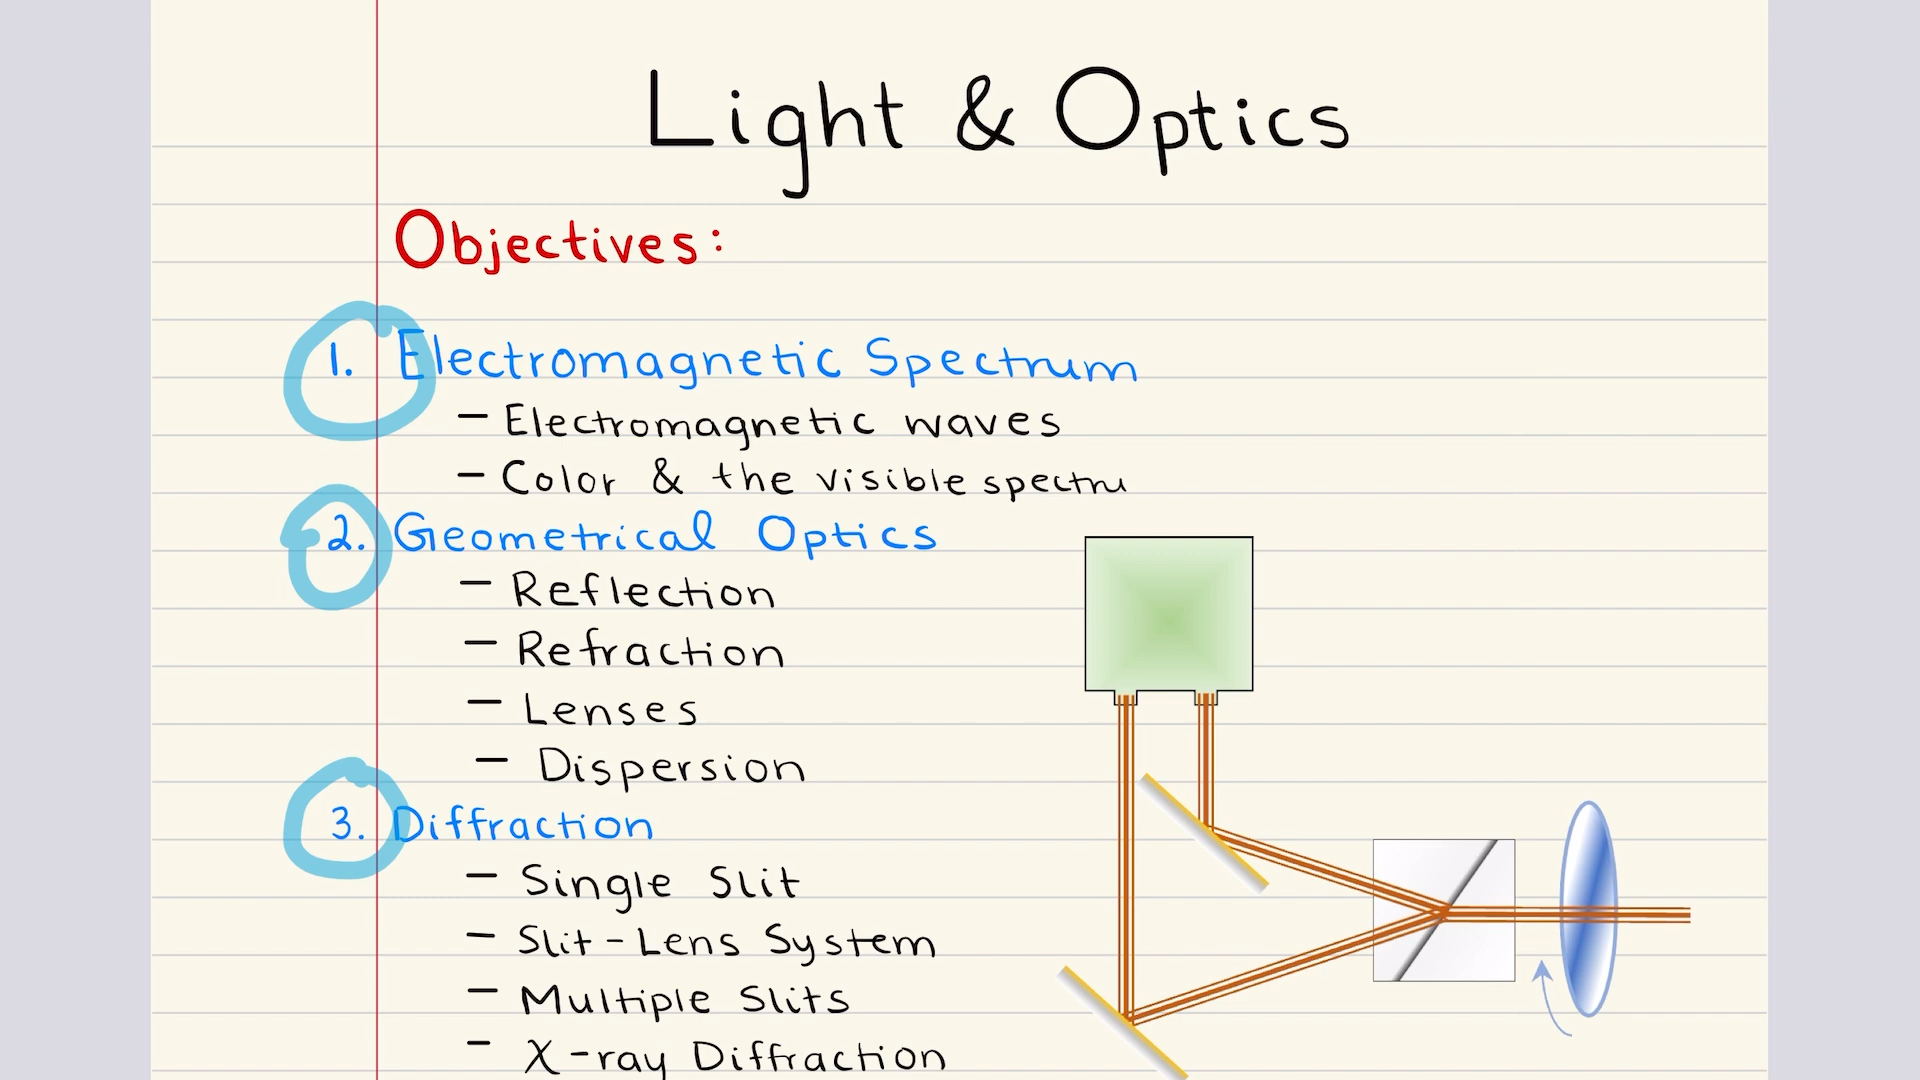 Light & Optics
Objectives:
1. Electromagnetic Spectrum
– Electromagnetic waves
– Color & the visible spectru
2. Geometrical Optics
– Reflection
– Refraction
– Lenses
– Dispersion
3. Diffraction
– Single Slit
– Slit-Lens System
– Multiple Slits
– X-ray Diffraction